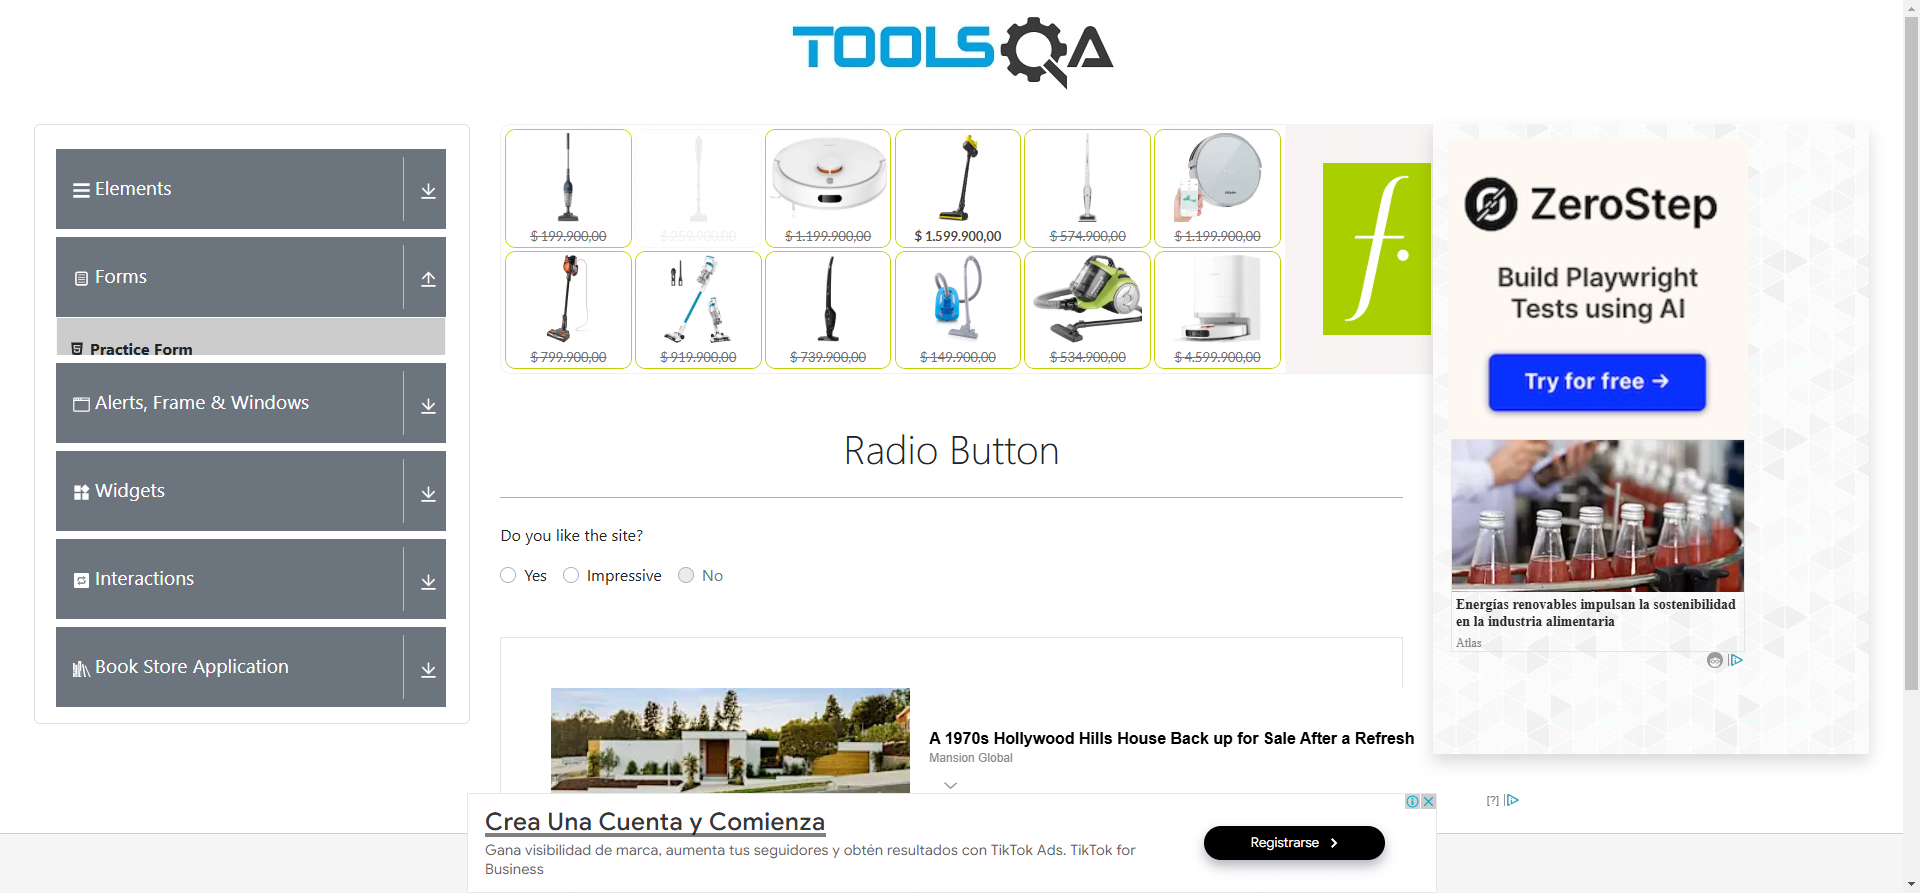 TOOLSQA
Elements
Forms
Practice Form
Alerts, Frame & Windows
Widgets
Interactions
Book Store Application
$ 199.900,00
$ 259.900,00
$ 1.199.900,00
$ 1.599.900,00
$ 574.900,00
$ 1.199.900,00
$ 799.900,00
$ 919.900,00
$ 739.900,00
$ 149.900,00
$ 534.900,00
$ 4.599.900,00
f.
Radio Button
Do you like the site?
Yes
Impressive
No
A 1970s Hollywood Hills House Back up for Sale After a Refresh
Mansion Global
ZeroStep
Build Playwright
Tests using AI
Try for free →
Energías renovables impulsan la sostenibilidad
en la industria alimentaria
Atlas
[?]
Crea Una Cuenta y Comienza
Gana visibilidad de marca, aumenta tus seguidores y obtén resultados con TikTok Ads. TikTok for
Business
Registrarse